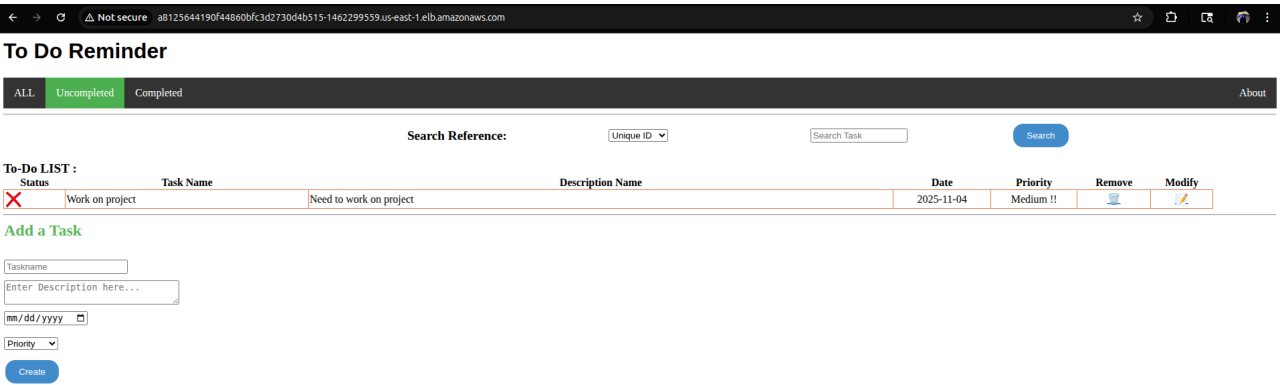 Not secure a8125644190f44860bfc3d2730d4b515-1462299559.us-east-1.elb.amazonaws.com
To Do Reminder
ALL Uncompleted Completed About
Search Reference: Unique ID Search Task Search
To-Do LIST :
Status Task Name Description Name Date Priority Remove Modify
Work on project Need to work on project 2025-11-04 Medium !!
Add a Task
Taskname
Enter Description here...
mm/dd/yyyy
Priority
Create